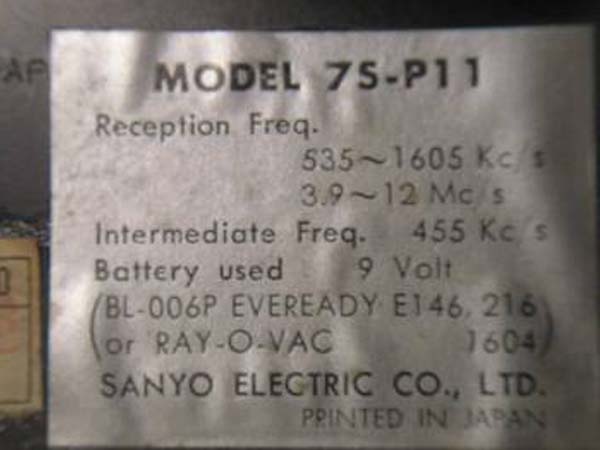 MODEL 7S-P11
Reception Freq.
535~1605 Kc/s
3.9~12 Mc/s
Intermediate Freq. 455 Kc/s
Battery used 9 Volt
(BL-006P EVEREADY E146, 216
or RAY-O-VAC 1604)
SANYO ELECTRIC CO., LTD.
PRINTED IN JAPAN